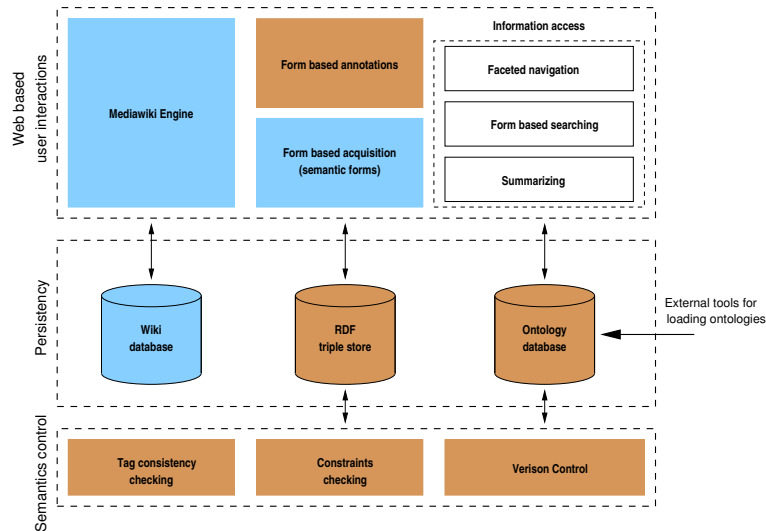 Web based
user interactions
Information access
Mediawiki Engine
Form based annotations
Form based acquisition
(semantic forms)
Faceted navigation
Form based searching
Summarizing
Persistency
Wiki
database
RDF
triple store
Ontology
database
External tools for
loading ontologies
Semantics control
Tag consistency
checking
Constraints
checking
Verison Control